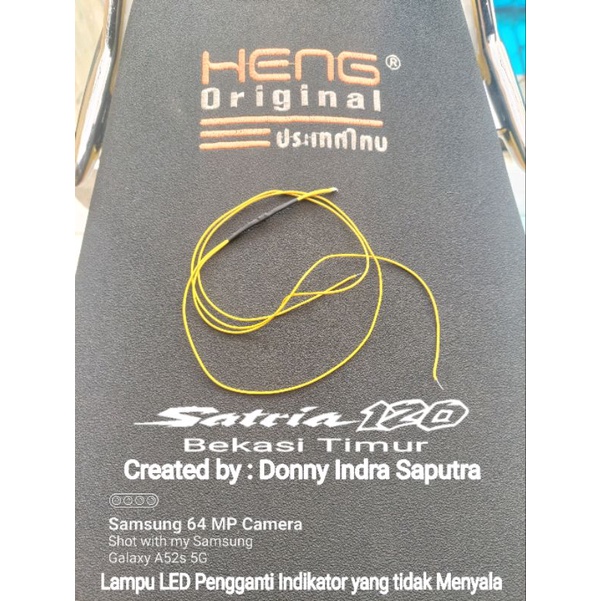 HENG®
Original
ประเทศไทย
Satria 120
Bekasi Timur
Created by : Donny Indra Saputra
Samsung 64 MP Camera
Shot with my Samsung
Galaxy A52s 5G
Lampu LED Pengganti Indikator yang tidak Menyala